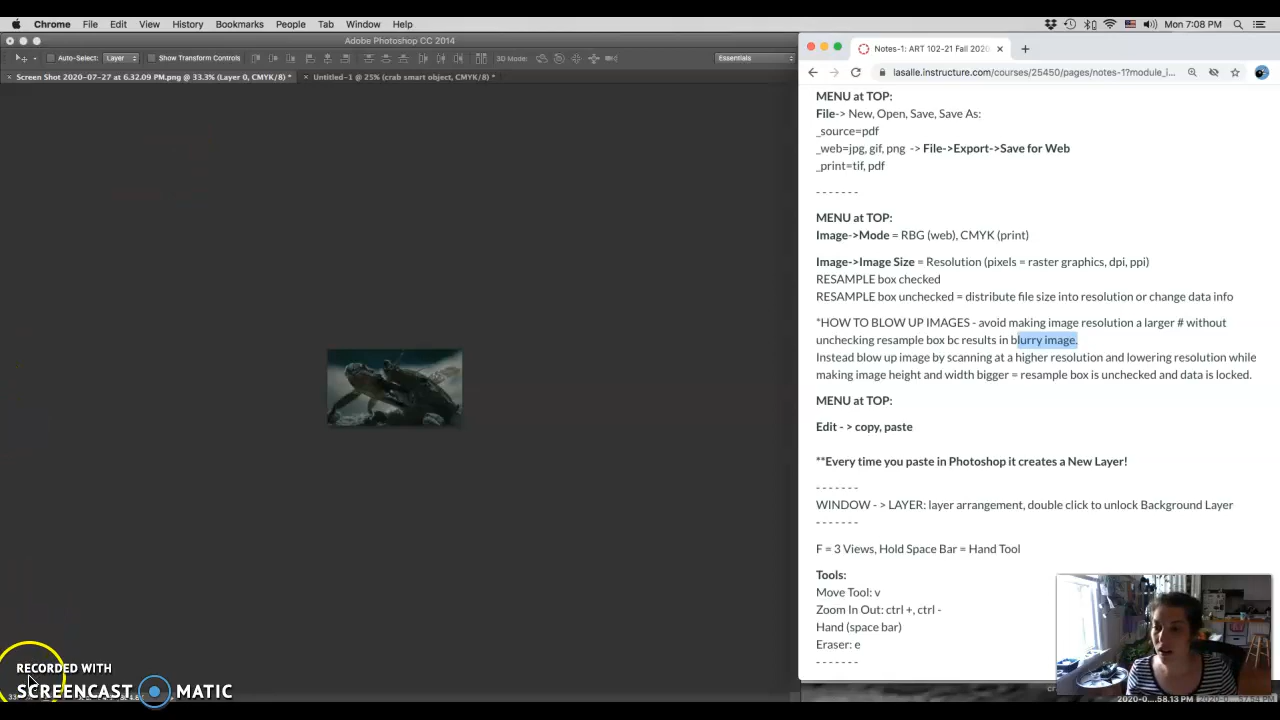 Chrome File Edit View History Bookmarks People Tab Window Help Mon 7:08 PM
Adobe Photoshop CC 2014
Auto-Select: Layer Show Transform Controls 3D Mode: Essentials
Screen Shot 2020-07-27 at 6.32.09 PM.png @ 33.3% (Layer 0, CMYK/8) * Untitled-1 @ 25% (crab smart object, CMYK/8) *
Notes-1: ART 102-21 Fall 2020
lasalle.instructure.com/courses/25450/pages/notes-1?module_i...
MENU at TOP:
File-> New, Open, Save, Save As:
_source=pdf
_web=jpg, gif, png -> File->Export->Save for Web
_print=tif, pdf
- - - - - - -
MENU at TOP:
Image->Mode = RBG (web), CMYK (print)
Image->Image Size = Resolution (pixels = raster graphics, dpi, ppi)
RESAMPLE box checked
RESAMPLE box unchecked = distribute file size into resolution or change data info
*HOW TO BLOW UP IMAGES - avoid making image resolution a larger # without
unchecking resample box bc results in blurry image.
Instead blow up image by scanning at a higher resolution and lowering resolution while
making image height and width bigger = resample box is unchecked and data is locked.
MENU at TOP:
Edit - > copy, paste
**Every time you paste in Photoshop it creates a New Layer!
- - - - - - -
WINDOW - > LAYER: layer arrangement, double click to unlock Background Layer
- - - - - - -
F = 3 Views, Hold Space Bar = Hand Tool
Tools:
Move Tool: v
Zoom In Out: ctrl +, ctrl -
Hand (space bar)
Eraser: e
- - - - - - -
RECORDED WITH
SCREENCAST MATIC